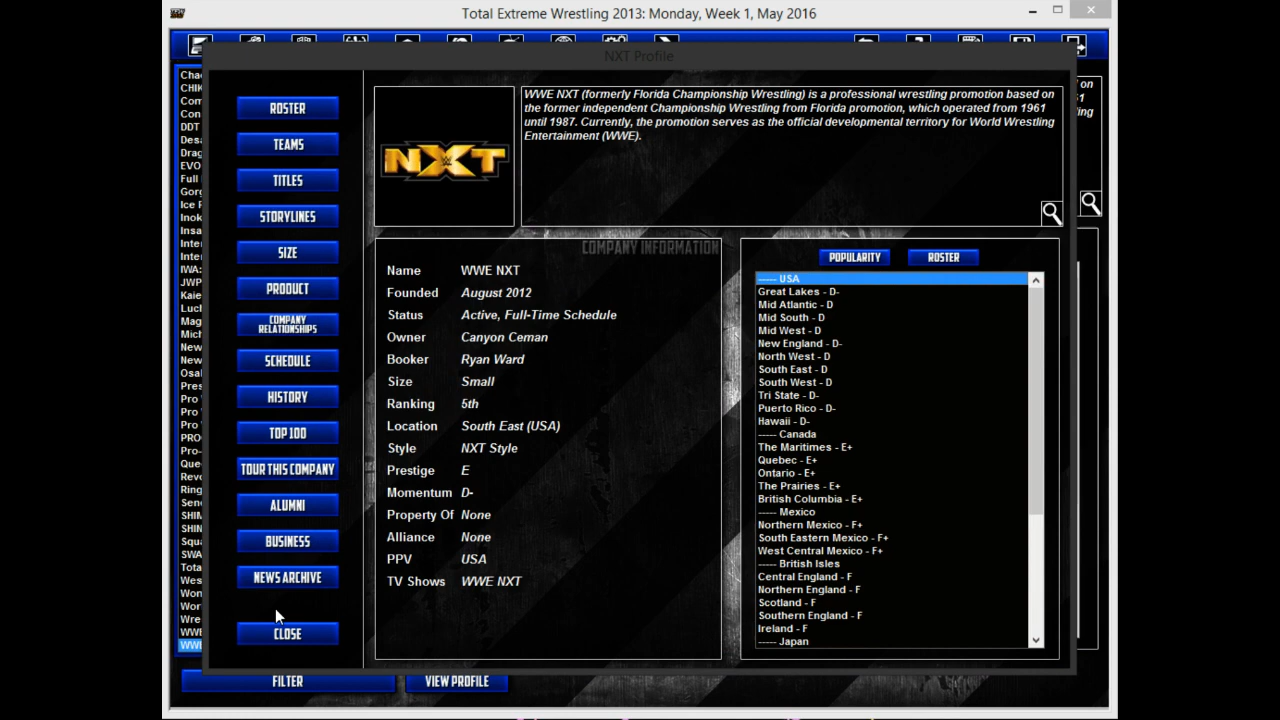 Total Extreme Wrestling 2013: Monday, Week 1, May 2016
NXT Profile
ROSTER
TEAMS
TITLES
STORYLINES
SIZE
PRODUCT
COMPANY
RELATIONSHIPS
SCHEDULE
HISTORY
TOP 100
TOUR THIS COMPANY
ALUMNI
BUSINESS
NEWS ARCHIVE
CLOSE
NXT
WWE NXT (formerly Florida Championship Wrestling) is a professional wrestling promotion based on
the former independent Championship Wrestling from Florida promotion, which operated from 1961
until 1987. Currently, the promotion serves as the official developmental territory for World Wrestling
Entertainment (WWE).
COMPANY INFORMATION
Name WWE NXT
Founded August 2012
Status Active, Full-Time Schedule
Owner Canyon Ceman
Booker Ryan Ward
Size Small
Ranking 5th
Location South East (USA)
Style NXT Style
Prestige E
Momentum D-
Property Of None
Alliance None
PPV USA
TV Shows WWE NXT
POPULARITY
ROSTER
----- USA
Great Lakes - D-
Mid Atlantic - D
Mid South - D
Mid West - D
New England - D-
North West - D
South East - D
South West - D
Tri State - D-
Puerto Rico - D-
Hawaii - D-
----- Canada
The Maritimes - E+
Quebec - E+
Ontario - E+
The Prairies - E+
British Columbia - E+
----- Mexico
Northern Mexico - F+
South Eastern Mexico - F+
West Central Mexico - F+
----- British Isles
Central England - F
Northern England - F
Scotland - F
Southern England - F
Ireland - F
----- Japan
FILTER
VIEW PROFILE